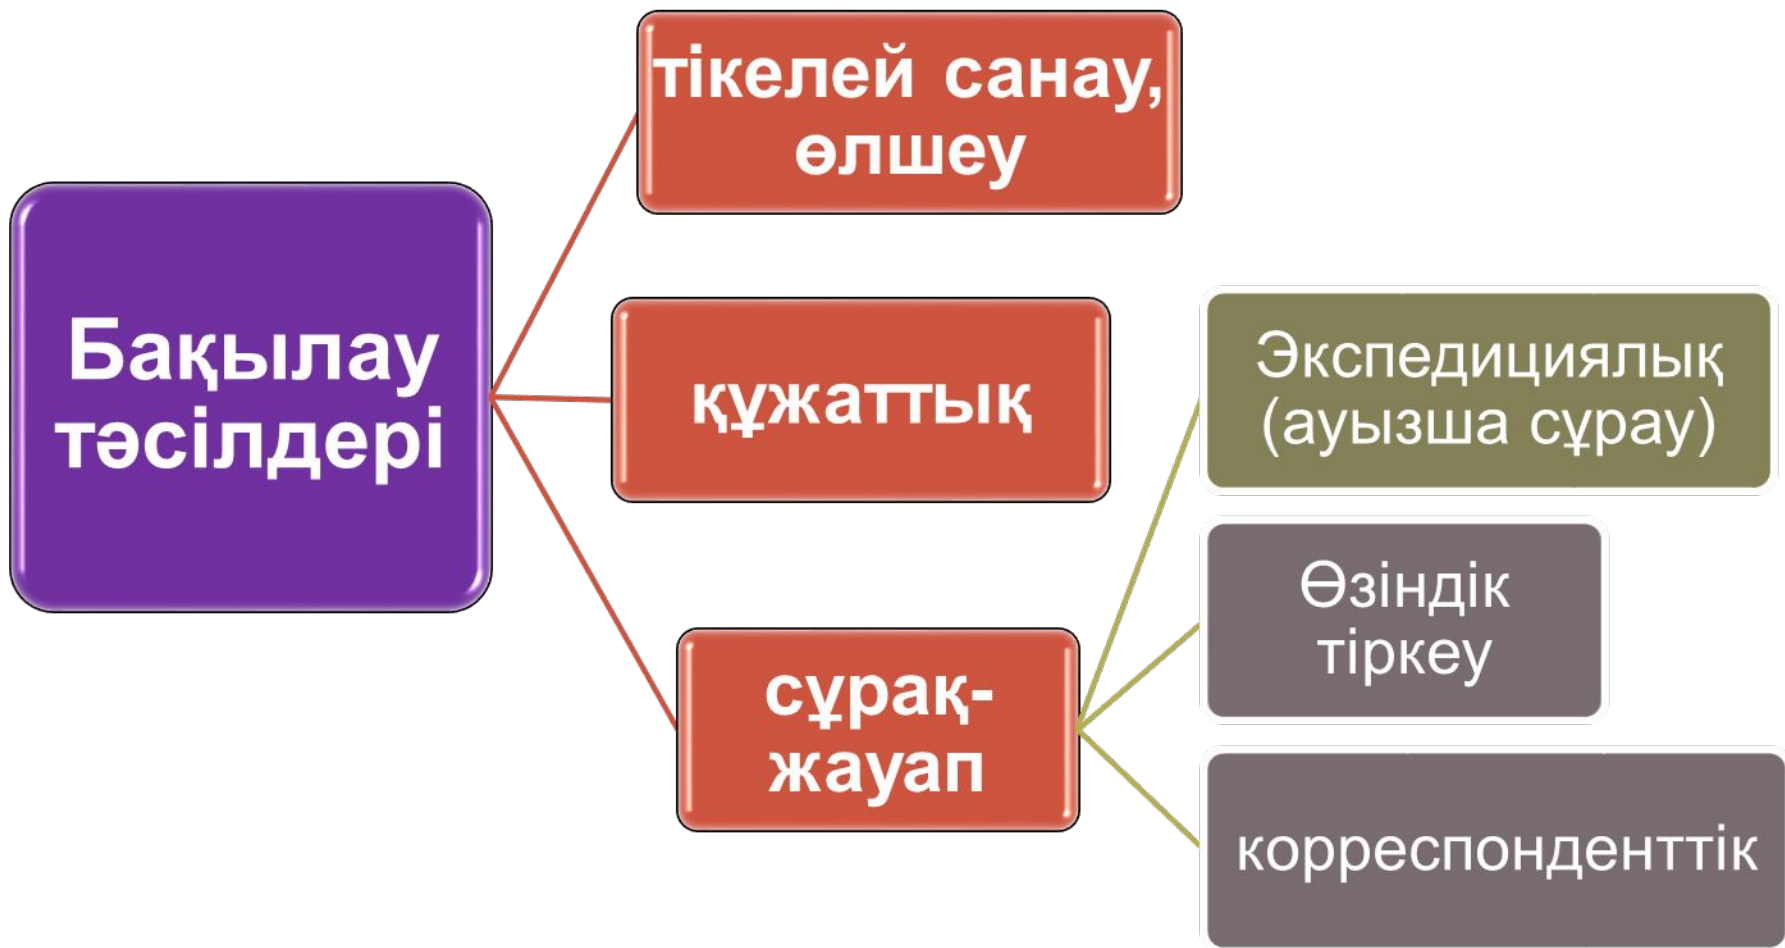 Бақылау
тәсілдері
тікелей санау,
өлшеу
құжаттық
сұрақ-
жауап
Экспедициялық
(ауызша сұрау)
Өзіндік
тіркеу
корреспонденттік